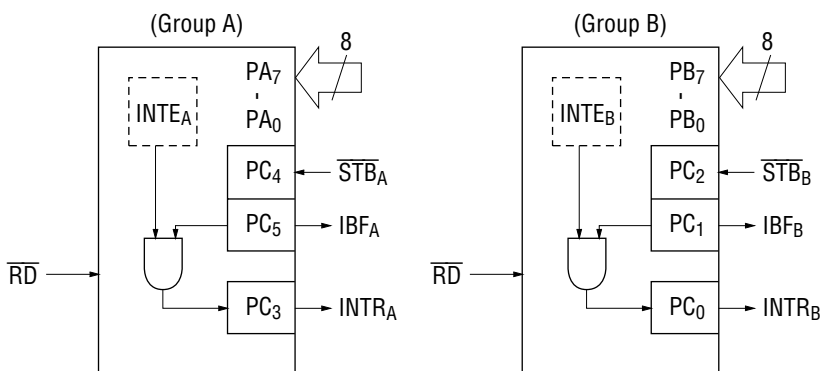 (Group A)
8
PA7
PA0
INTEA
PC4
STBA
PC5
IBFA
RD
PC3
INTRA
(Group B)
8
PB7
PB0
INTEB
PC2
STBB
PC1
IBFB
RD
PC0
INTRB